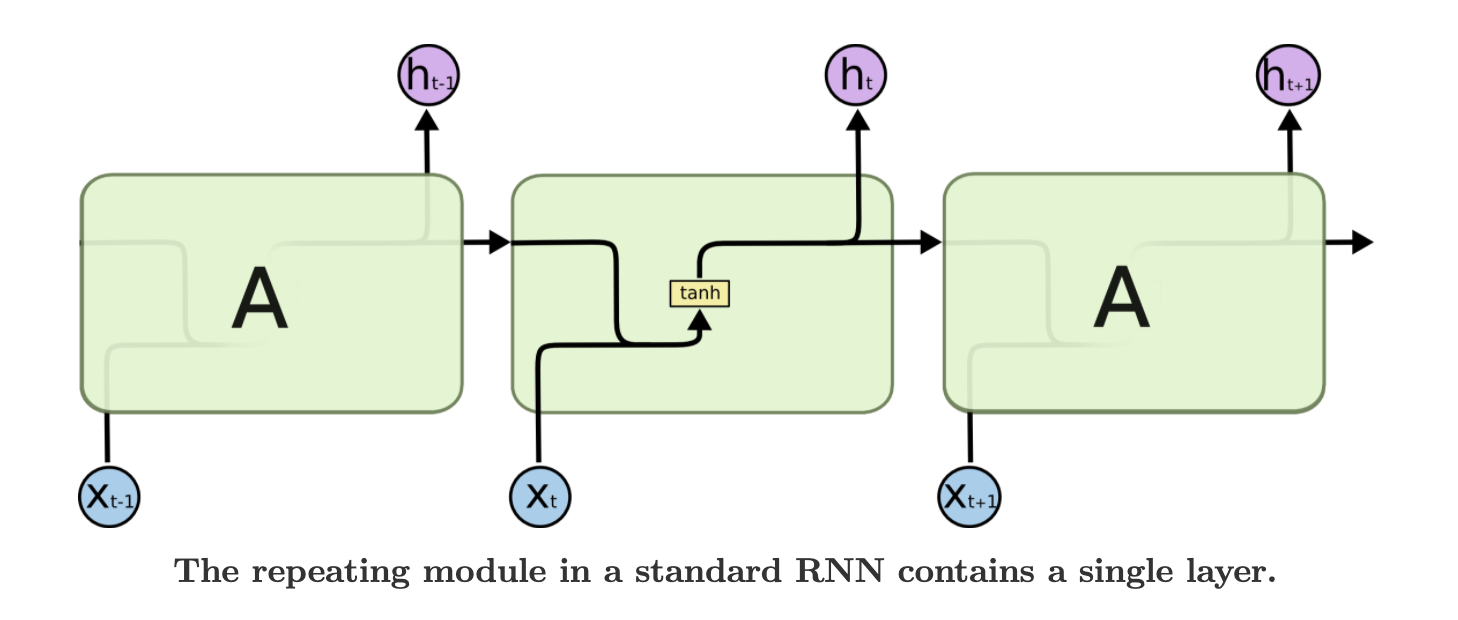 ht-1 ht ht+1
A tanh A
xt-1 xt xt+1
The repeating module in a standard RNN contains a single layer.